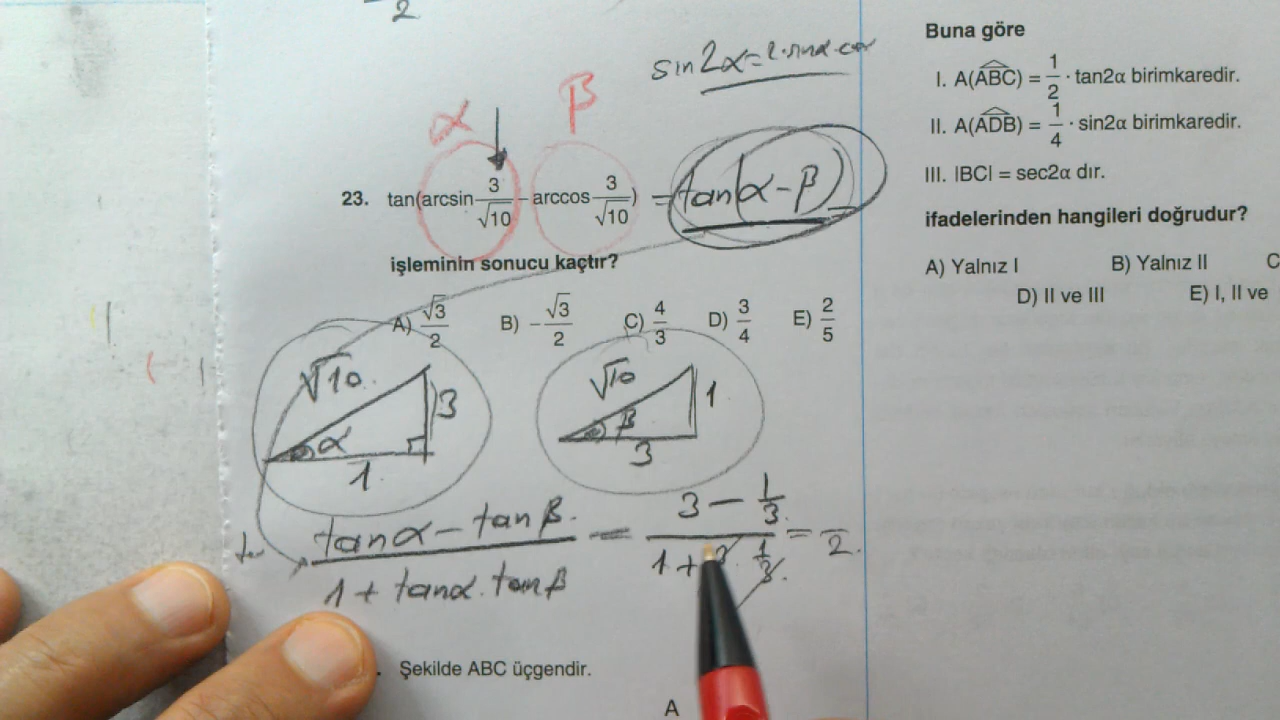 2
sin2α=2.sinα.cosα
α β
23. tan(arcsin 3/√10 - arccos 3/√10) = tan(α-β)
işleminin sonucu kaçtır?
A) √3/2 B) -√3/2 C) 4/3 D) 3/4 E) 2/5
√10 3 α 1
√10 1 β 3
tanα - tanβ / 1 + tanα.tanβ = 3 - 1/3 / 1 + 3 . 1/3 = /2
Şekilde ABC üçgendir.
A
Buna göre
I. A(ABC) = 1/2 · tan2α birimkaredir.
II. A(ADB) = 1/4 · sin2α birimkaredir.
III. |BC| = sec2α dır.
ifadelerinden hangileri doğrudur?
A) Yalnız I B) Yalnız II C
D) II ve III E) I, II ve